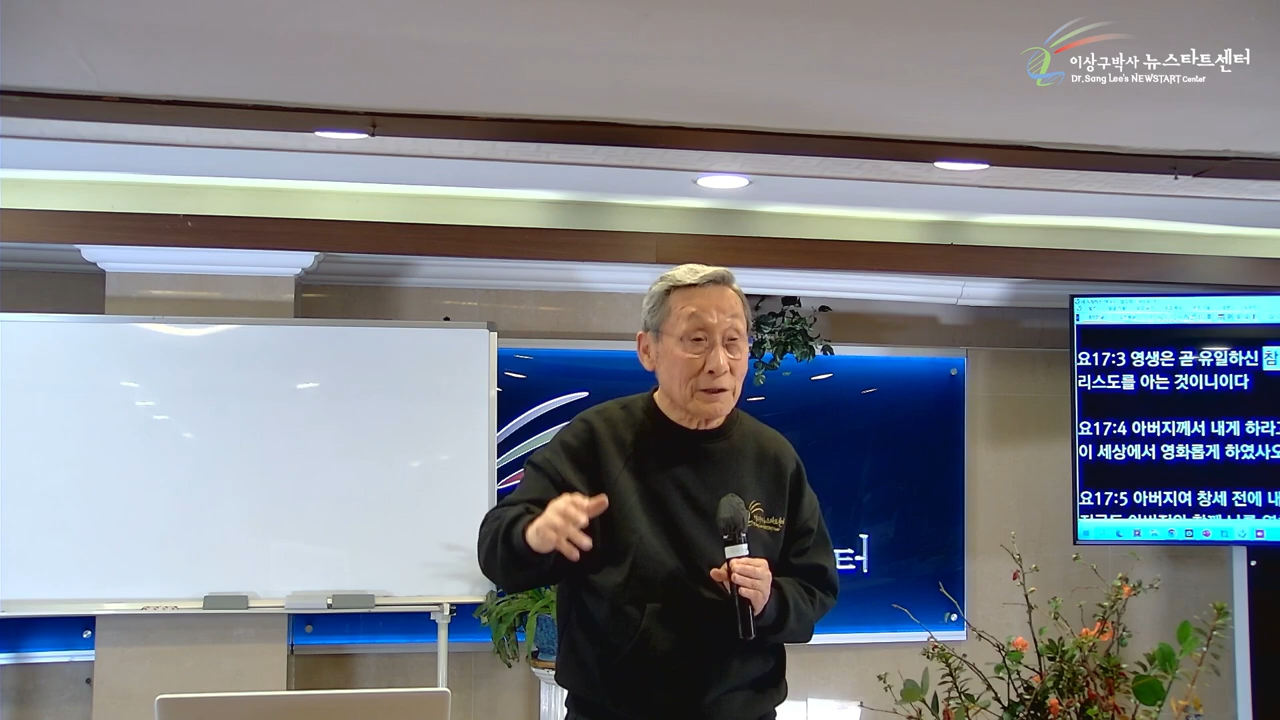 이상구박사 뉴스타트센터
Dr. Sang Lee's NEWSTART Center
요17:3 영생은 곧 유일하신 참
리스도를 아는 것이니이다
요17:4 아버지께서 내게 하라고
이 세상에서 영화롭게 하였사오
요17:5 아버지여 창세 전에 내
터